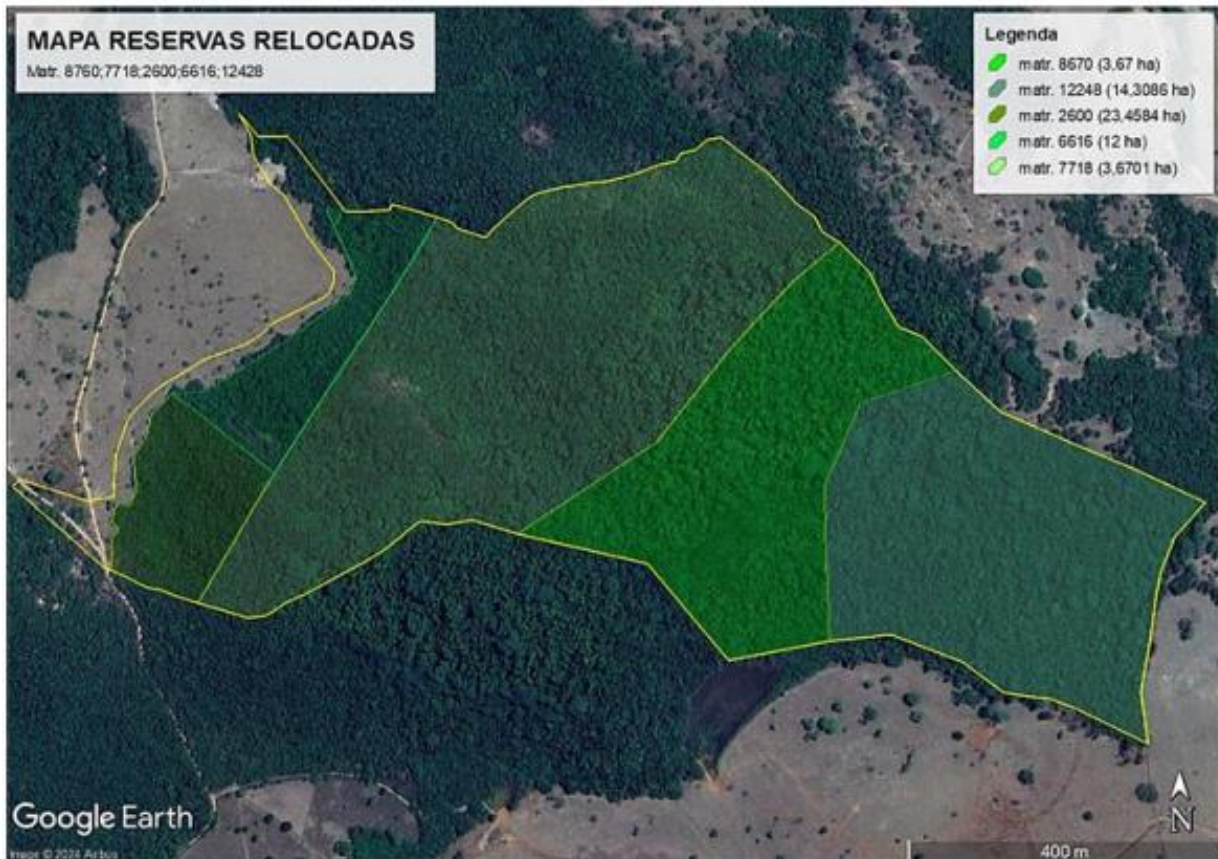 MAPA RESERVAS RELOCADAS
Matr. 8760;7718;2600;6616;12428
Legenda
matr. 8670 (3,67 ha)
matr. 12248 (14,3086 ha)
matr. 2600 (23,4584 ha)
matr. 6616 (12 ha)
matr. 7718 (3,6701 ha)
Google Earth
Image © 2024 Airbus
N
400 m